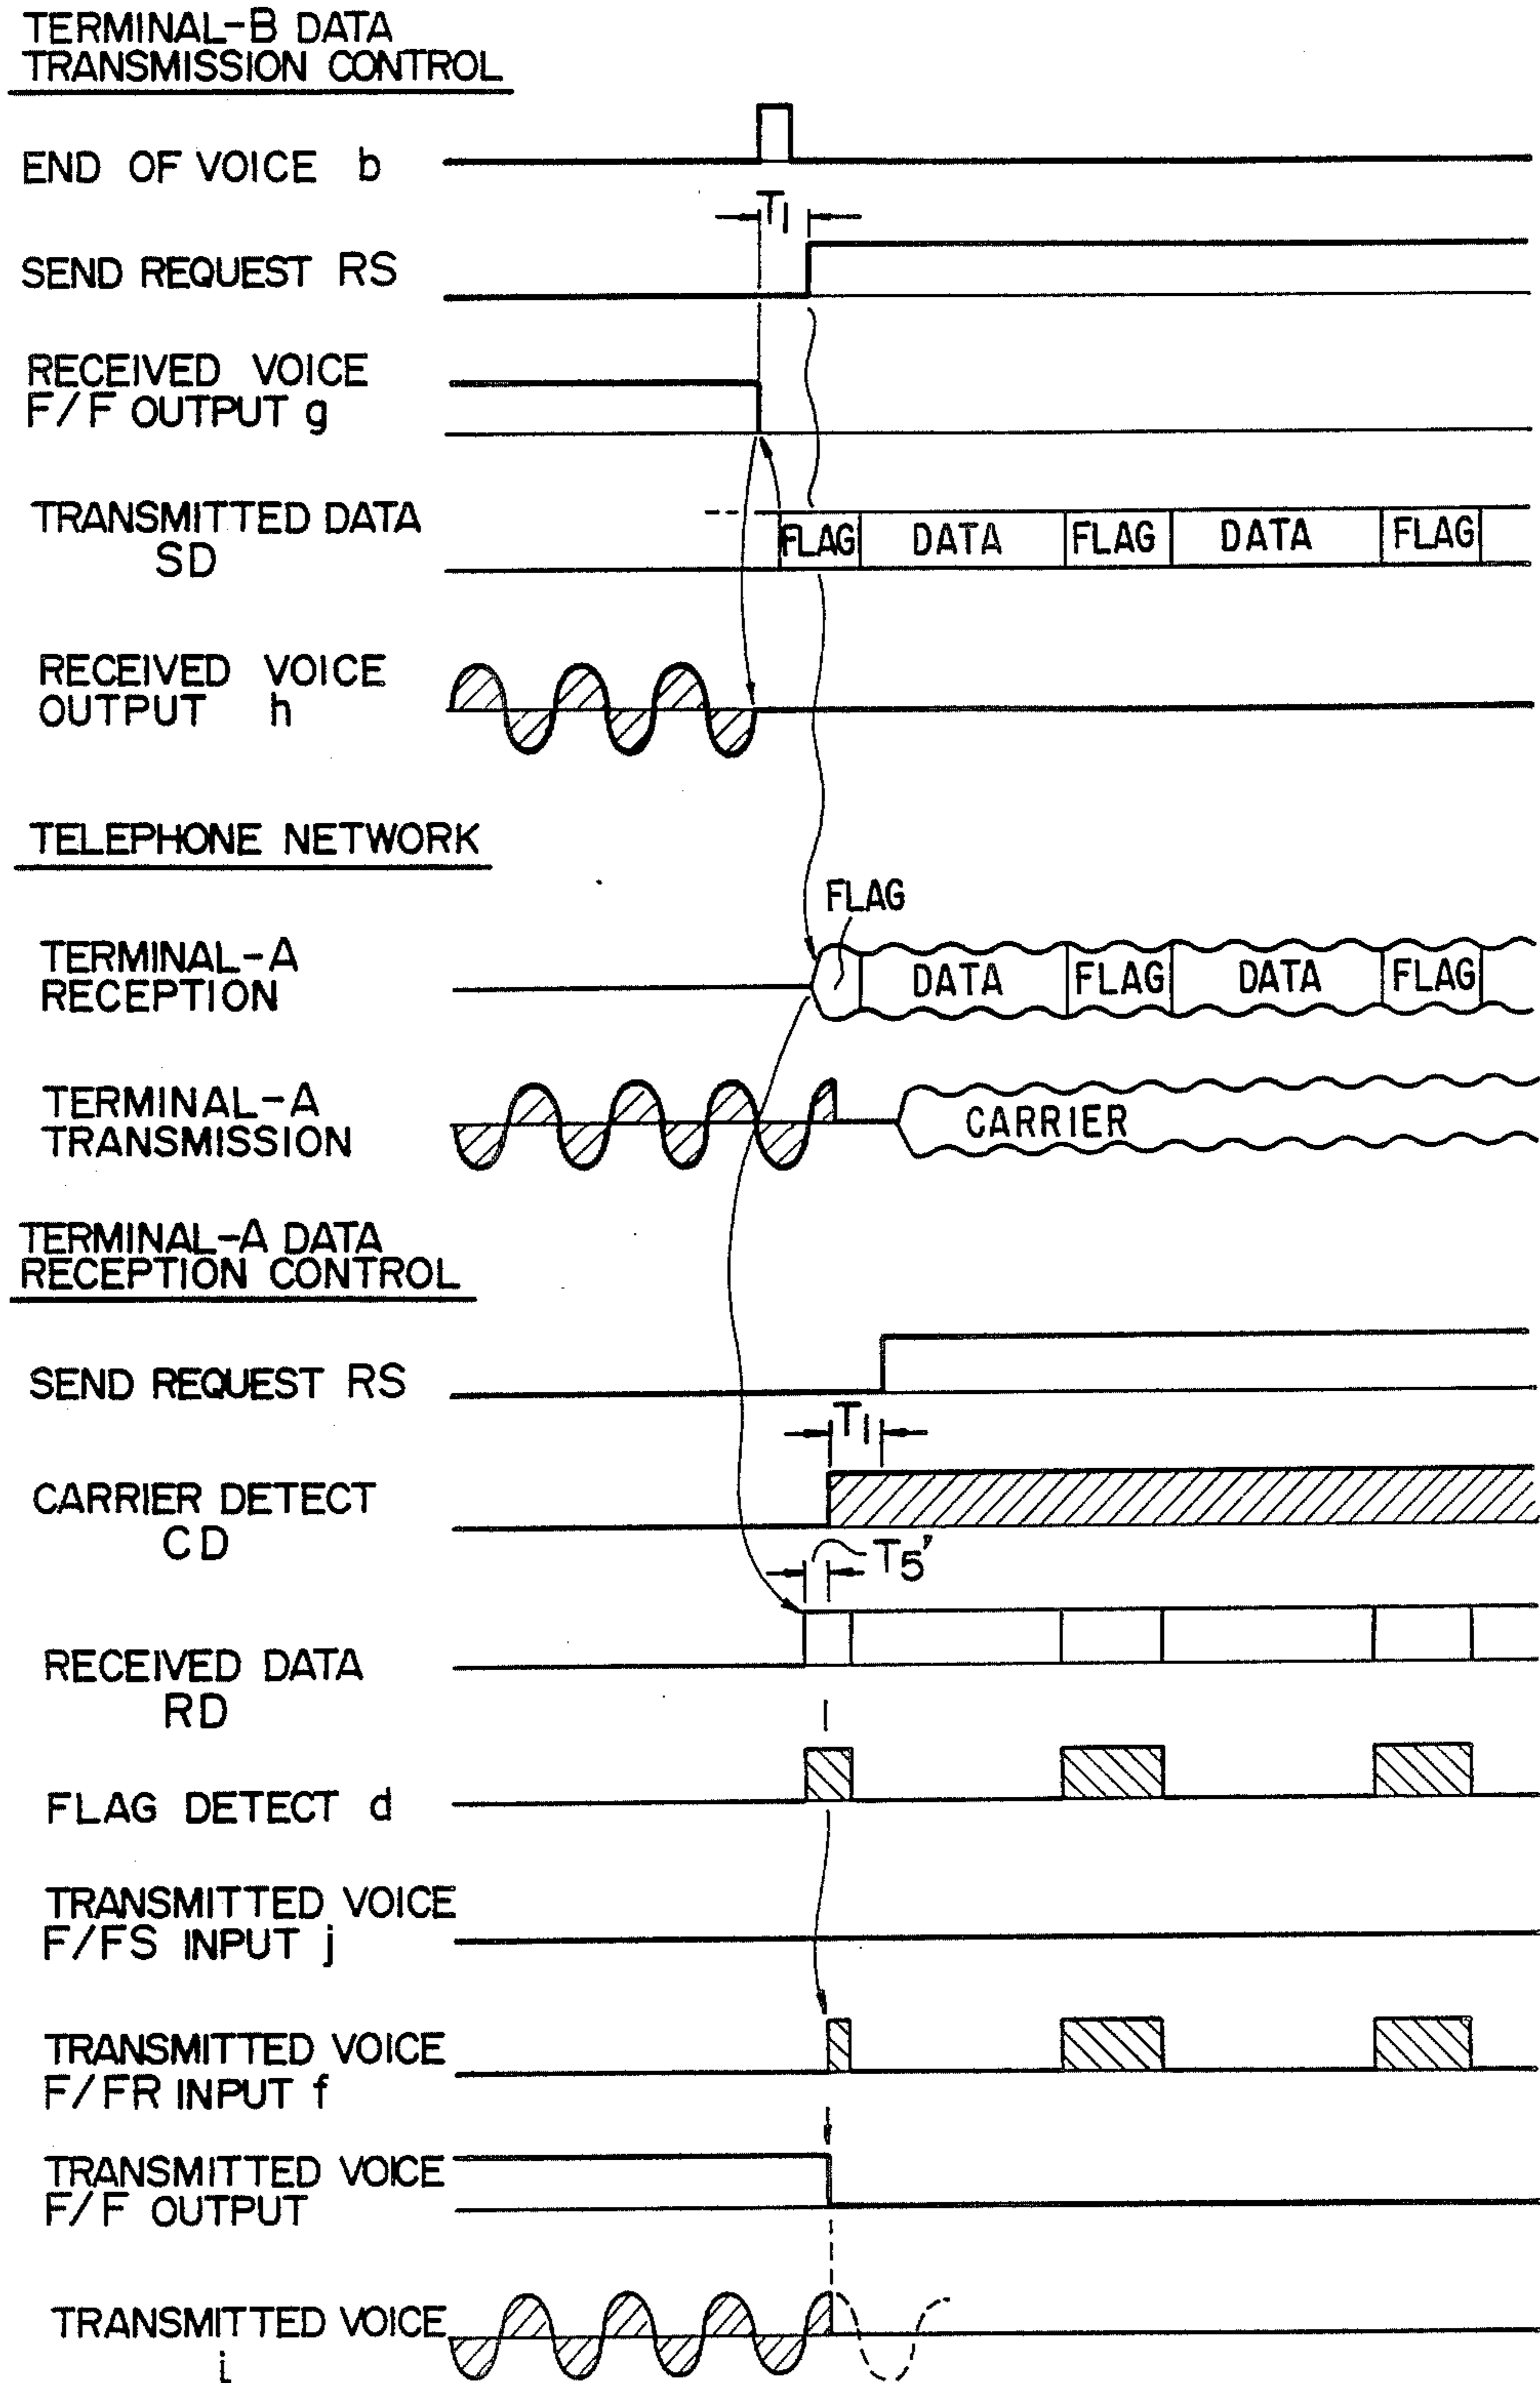 TERMINAL-B DATA
TRANSMISSION CONTROL
END OF VOICE b
T1
SEND REQUEST RS
RECEIVED VOICE
F/F OUTPUT g
TRANSMITTED DATA
SD
FLAG DATA FLAG DATA FLAG
RECEIVED VOICE
OUTPUT h
TELEPHONE NETWORK
FLAG
TERMINAL-A
RECEPTION
DATA FLAG DATA FLAG
TERMINAL-A
TRANSMISSION
CARRIER
TERMINAL-A DATA
RECEPTION CONTROL
SEND REQUEST RS
T1
CARRIER DETECT
CD
T5'
RECEIVED DATA
RD
FLAG DETECT d
TRANSMITTED VOICE
F/FS INPUT j
TRANSMITTED VOICE
F/FR INPUT f
TRANSMITTED VOICE
F/F OUTPUT
TRANSMITTED VOICE
i